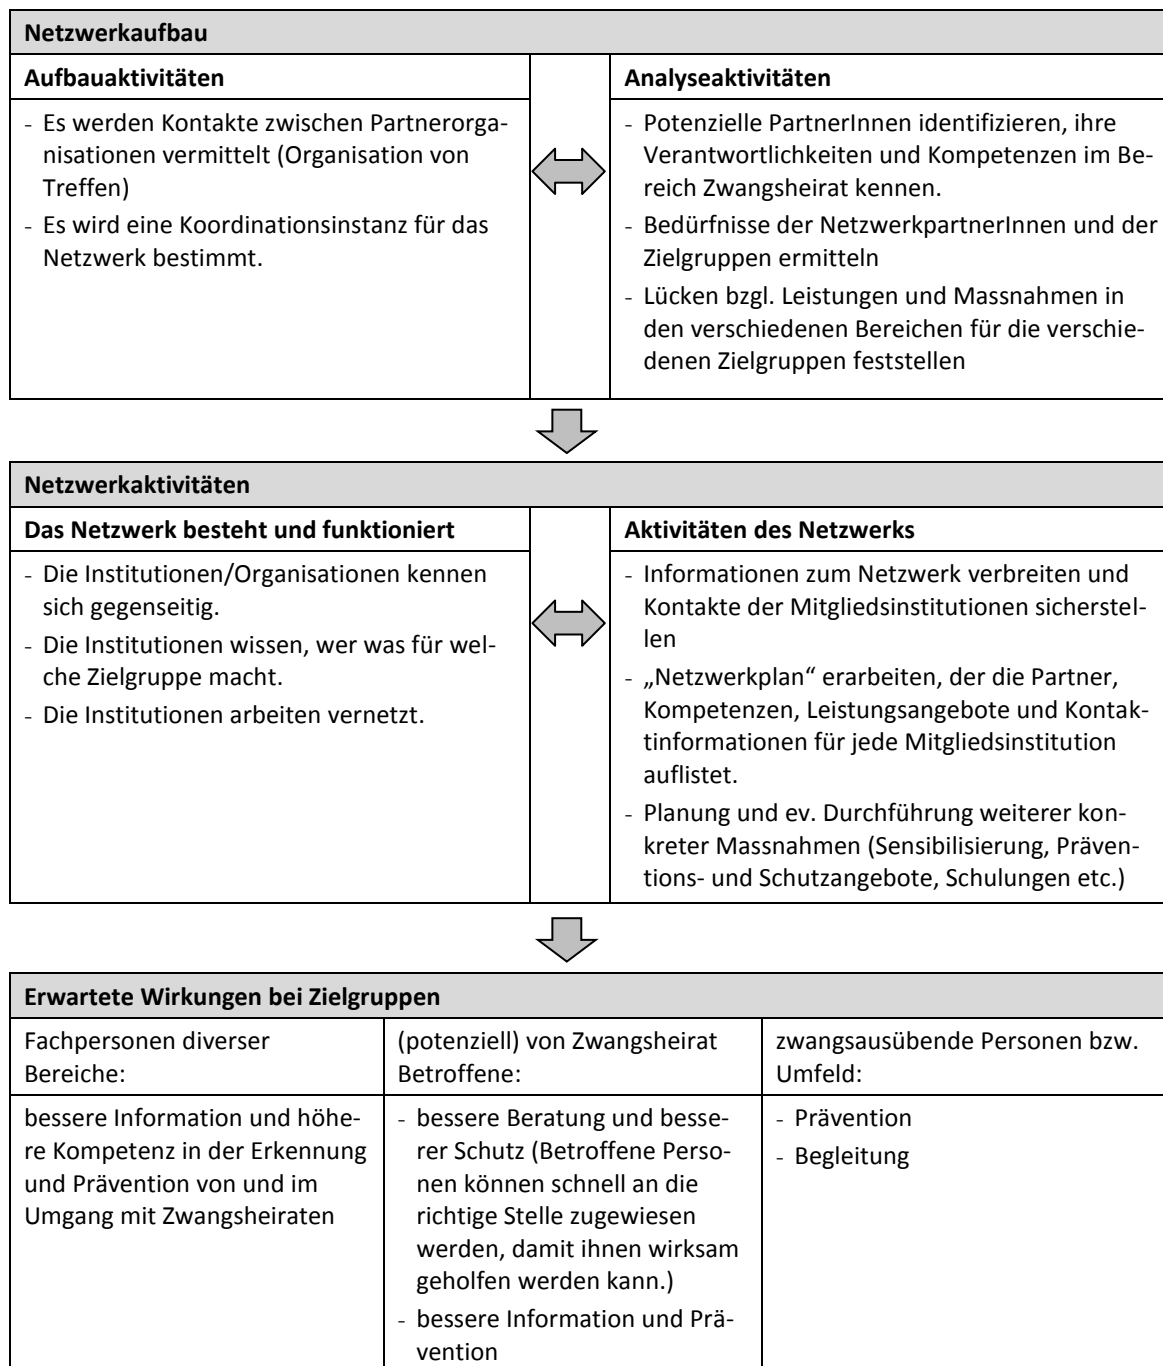 Netzwerkaufbau
Aufbauaktivitäten
- Es werden Kontakte zwischen Partnerorga-
nisationen vermittelt (Organisation von
Treffen)
- Es wird eine Koordinationsinstanz für das
Netzwerk bestimmt.
Analyseaktivitäten
- Potenzielle PartnerInnen identifizieren, ihre
Verantwortlichkeiten und Kompetenzen im Be-
reich Zwangsheirat kennen.
- Bedürfnisse der NetzwerkpartnerInnen und der
Zielgruppen ermitteln
- Lücken bzgl. Leistungen und Massnahmen in
den verschiedenen Bereichen für die verschie-
denen Zielgruppen feststellen
Netzwerkaktivitäten
Das Netzwerk besteht und funktioniert
- Die Institutionen/Organisationen kennen
sich gegenseitig.
- Die Institutionen wissen, wer was für wel-
che Zielgruppe macht.
- Die Institutionen arbeiten vernetzt.
Aktivitäten des Netzwerks
- Informationen zum Netzwerk verbreiten und
Kontakte der Mitgliedsinstitutionen sicherstel-
len
- „Netzwerkplan“ erarbeiten, der die Partner,
Kompetenzen, Leistungsangebote und Kontak-
tinformationen für jede Mitgliedsinstitution
auflistet.
- Planung und ev. Durchführung weiterer kon-
kreter Massnahmen (Sensibilisierung, Präven-
tions- und Schutzangebote, Schulungen etc.)
Erwartete Wirkungen bei Zielgruppen
Fachpersonen diverser
Bereiche:
bessere Information und höhe-
re Kompetenz in der Erkennung
und Prävention von und im
Umgang mit Zwangsheiraten
(potenziell) von Zwangsheirat
Betroffene:
- bessere Beratung und besse-
rer Schutz (Betroffene Perso-
nen können schnell an die
richtige Stelle zugewiesen
werden, damit ihnen wirksam
geholfen werden kann.)
- bessere Information und Prä-
vention
zwangsausübende Personen bzw.
Umfeld:
- Prävention
- Begleitung